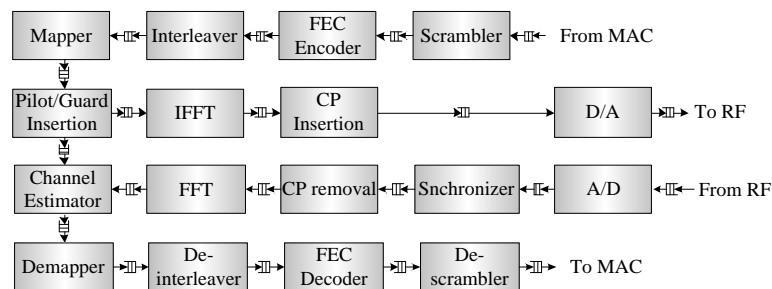 Mapper
Interleaver
FEC
Encoder
Scrambler
From MAC
Pilot/Guard
Insertion
IFFT
CP
Insertion
D/A
To RF
Channel
Estimator
FFT
CP removal
Snchronizer
A/D
From RF
Demapper
De-
interleaver
FEC
Decoder
De-
scrambler
To MAC